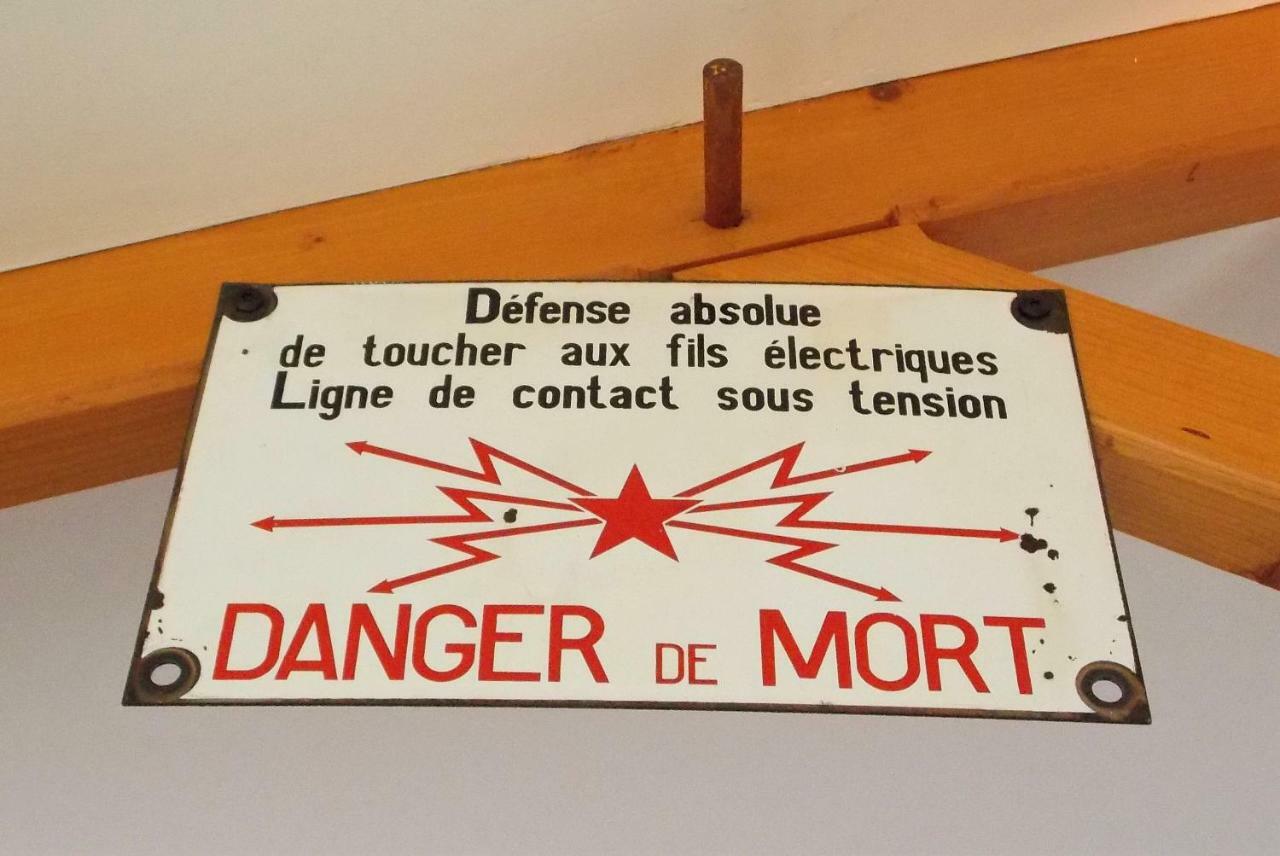 Défense absolue
de toucher aux fils électriques
Ligne de contact sous tension
DANGER DE MORT